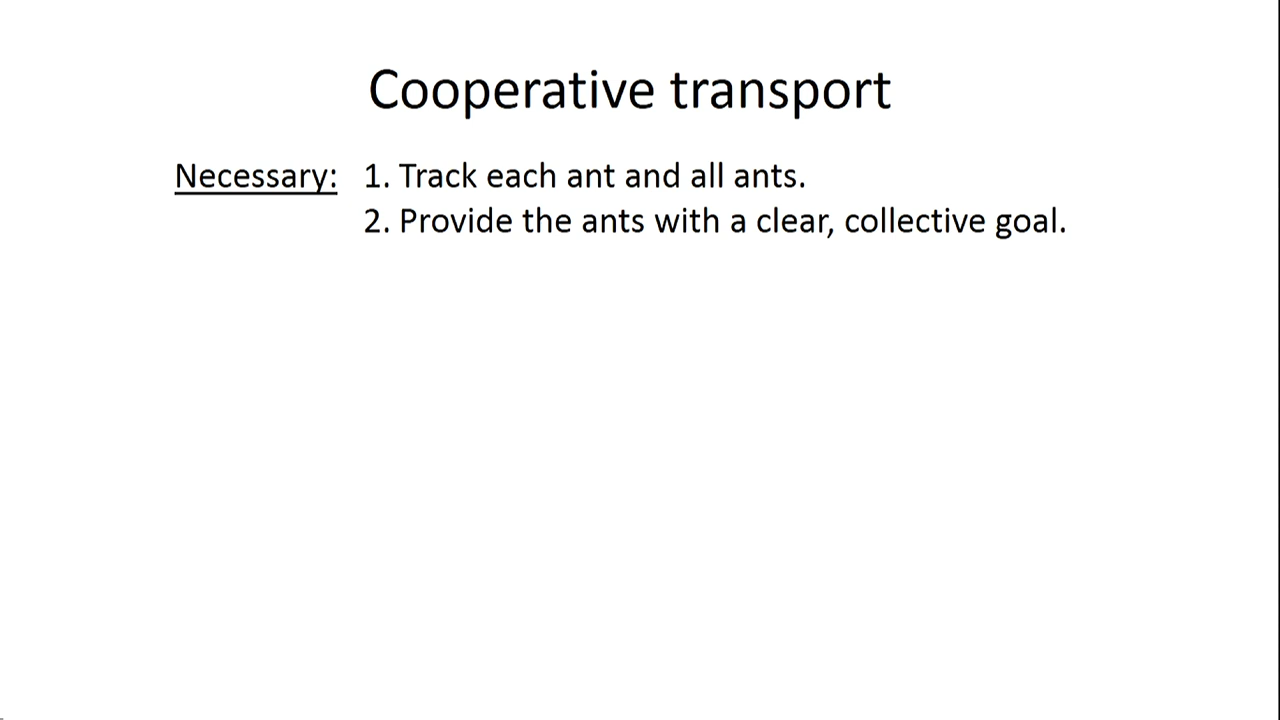 Cooperative transport
Necessary: 1. Track each ant and all ants.
2. Provide the ants with a clear, collective goal.